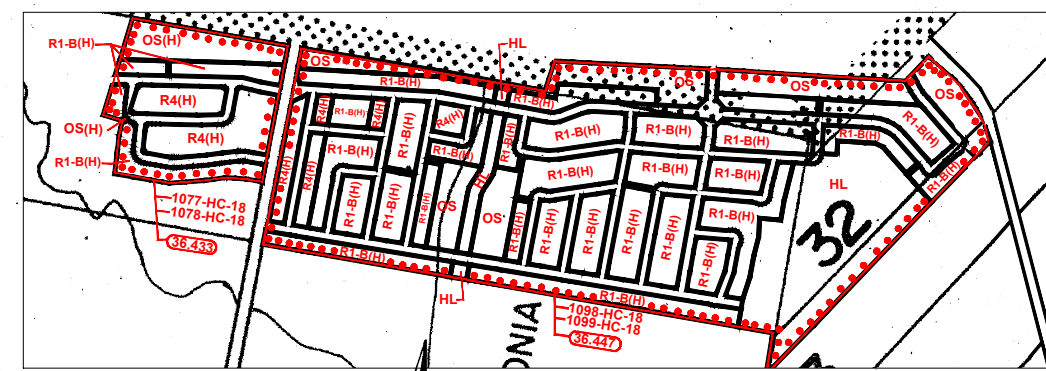 R1-B(H)
OS(H)
HL
OS
OS
OS
OS
R1-B(H)
R1-B(H)
R1-B(H)
R4(H)
R4(H)
R1-B(H)
R4(H)
R4(H)
R1-B(H)
R1-B(H)
R1-B(H)
R1-B(H)
R1-B(H)
R1-B(H)
OS(H)
R4(H)
R1-B(H)
R1-B(H)
R1-B(H)
R1-B(H)
R1-B(H)
R1-B(H)
R1-B(H)
R4(H)
R4(H)
HL
HL
R1-B(H)
R1-B(H)
R1-B(H)
R1-B(H)
OS
OS
R1-B(H)
R1-B(H)
R1-B(H)
R1-B(H)
R1-B(H)
R1-B(H)
R1-B(H)
32
1077-HC-18
1078-HC-18
36.433
R1-B(H)
HL
R1-B(H)
1098-HC-18
1099-HC-18
36.447
ONIA